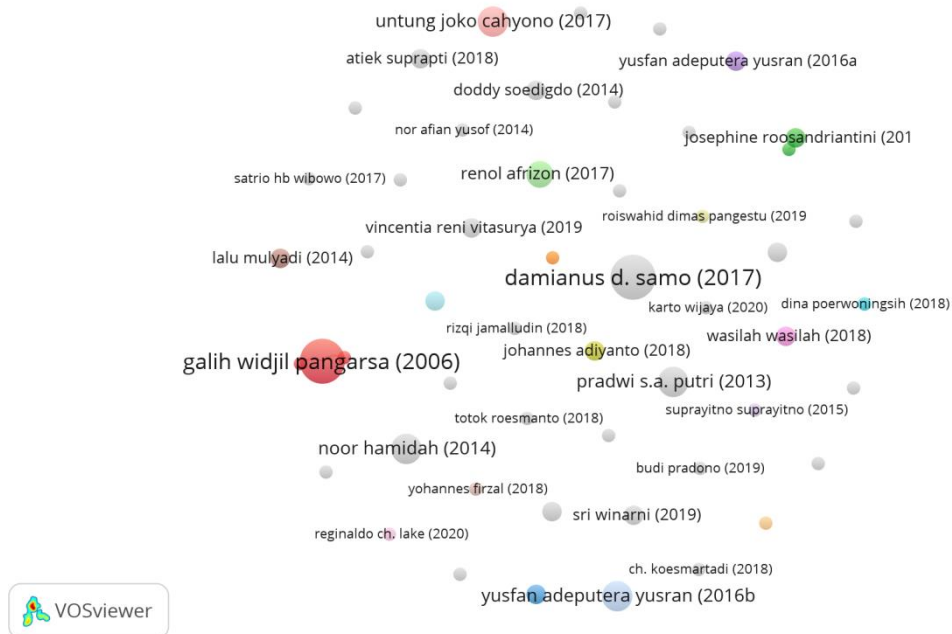 untung joko cahyono (2017)
atiek suprapti (2018)
yusfan adeputera yusran (2016a
doddy soedigdo (2014)
nor afian yusof (2014)
josephine roosandriantini (201
renol afrizon (2017)
satrio hb wibowo (2017)
roiswahid dimas pangestu (2019
vincentia reni vitasurya (2019
lalu mulyadi (2014)
damianus d. samo (2017)
karto wijaya (2020)
dina poerwoningsih (2018)
rizqi jamalludin (2018)
wasilah wasilah (2018)
johannes adiyanto (2018)
galih widjil pangarsa (2006)
pradwi s.a. putri (2013)
suprayitno suprayitno (2015)
totok roesmanto (2018)
noor hamidah (2014)
budi pradono (2019)
yohannes firzal (2018)
sri winarni (2019)
reginaldo ch. lake (2020)
ch. koesmartadi (2018)
yusfan adeputera yusran (2016b
VOSviewer